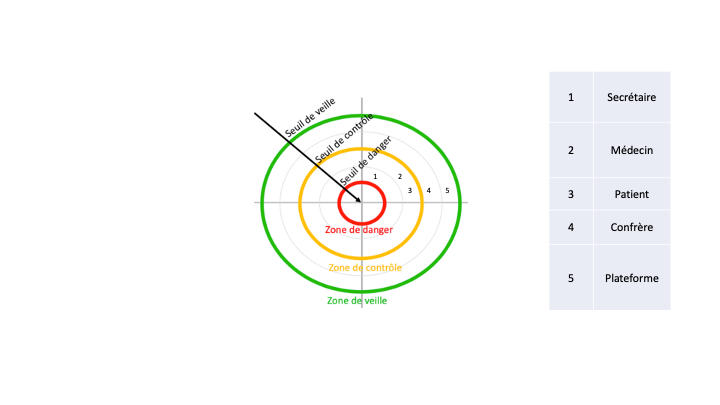 Seuil de veille
Seuil de contrôle
Seuil de danger
1
2
3
4
5
Zone de danger
Zone de contrôle
Zone de veille
1 Secrétaire
2 Médecin
3 Patient
4 Confrère
5 Plateforme